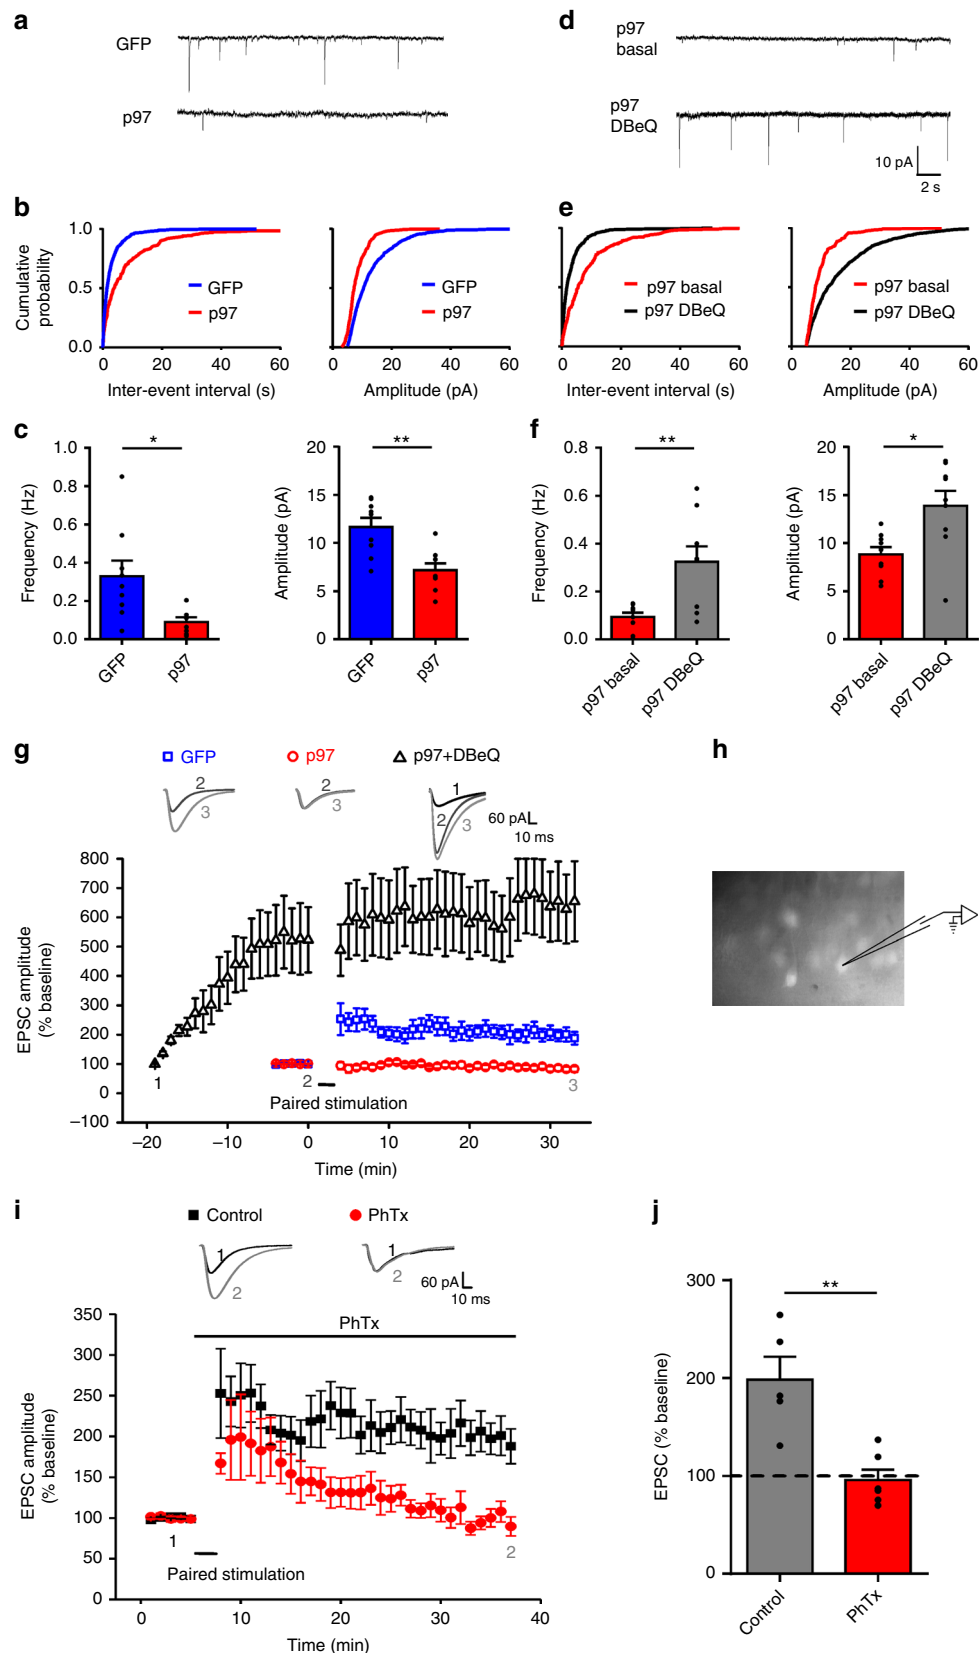 a
GFP
p97
d
p97
basal
p97
DBeQ
10 pA
2 s
b
Cumulative
probability
1.0
0.5
0.0
GFP
p97
0 20 40 60
Inter-event interval (s)
GFP
p97
0 20 40 60
Amplitude (pA)
e
p97 basal
p97 DBeQ
0 20 40 60
Inter-event interval (s)
p97 basal
p97 DBeQ
0 20 40 60
Amplitude (pA)
c
Frequency (Hz)
1.0
0.8
0.6
0.4
0.2
0.0
*
GFP
p97
Amplitude (pA)
20
15
10
5
0
**
GFP
p97
f
Frequency (Hz)
0.8
0.6
0.4
0.2
0.0
**
p97 basal
p97 DBeQ
Amplitude (pA)
20
15
10
5
0
*
p97 basal
p97 DBeQ
g
GFP
p97
p97+DBeQ
2
3
2
3
1
2
3
60 pA
10 ms
EPSC amplitude
(% baseline)
800
700
600
500
400
300
200
100
0
–100
1
2
3
Paired stimulation
–20 –10 0 10 20 30
Time (min)
h
i
Control
PhTx
1
2
1
2
60 pA
10 ms
EPSC amplitude
(% baseline)
350
300
250
200
150
100
50
0
PhTx
1
2
Paired stimulation
0 10 20 30 40
Time (min)
j
EPSC (% baseline)
300
200
100
0
**
Control
PhTx